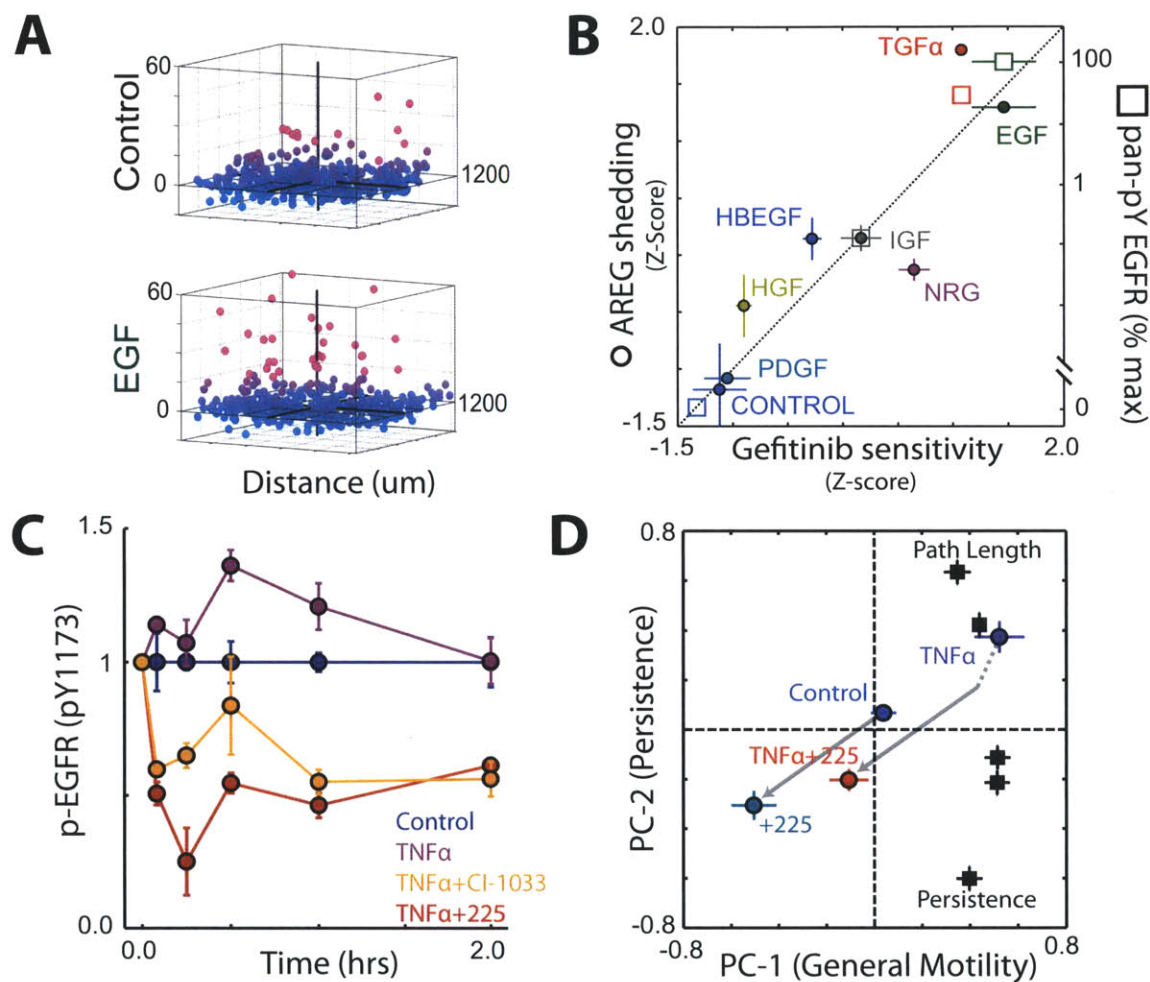 A
Control
60
0
1200
EGF
60
0
1200
Distance (um)
B
2.0
-1.5
-1.5
2.0
O AREG shedding
(Z-Score)
Gefitinib sensitivity
(Z-score)
pan-pY EGFR (% max)
100
1
0
TGFα
EGF
HBEGF
IGF
HGF
NRG
PDGF
CONTROL
C
1.5
1
0.0
p-EGFR (pY1173)
0.0
2.0
Time (hrs)
Control
TNFα
TNFα+CI-1033
TNFα+225
D
0.8
-0.8
-0.8
0.8
PC-2 (Persistence)
PC-1 (General Motility)
Path Length
TNFα
Control
TNFα+225
+225
Persistence